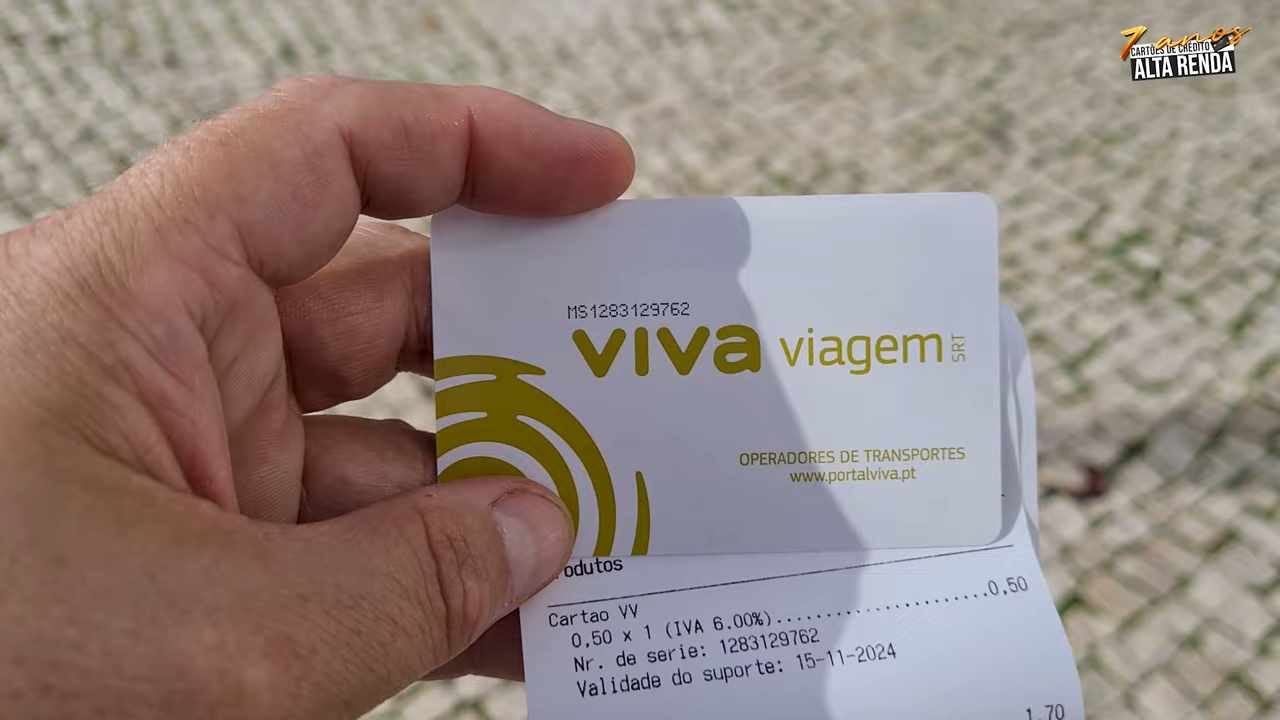 7 anos
CARTÕES DE CRÉDITO
ALTA RENDA
MS1283129762
viva viagem SRT
OPERADORES DE TRANSPORTES
www.portalviva.pt
rodutos
Cartao VV
0,50 x 1 (IVA 6.00%).....................0,50
Nr. de serie: 1283129762
Validade do suporte: 15-11-2024
1,70